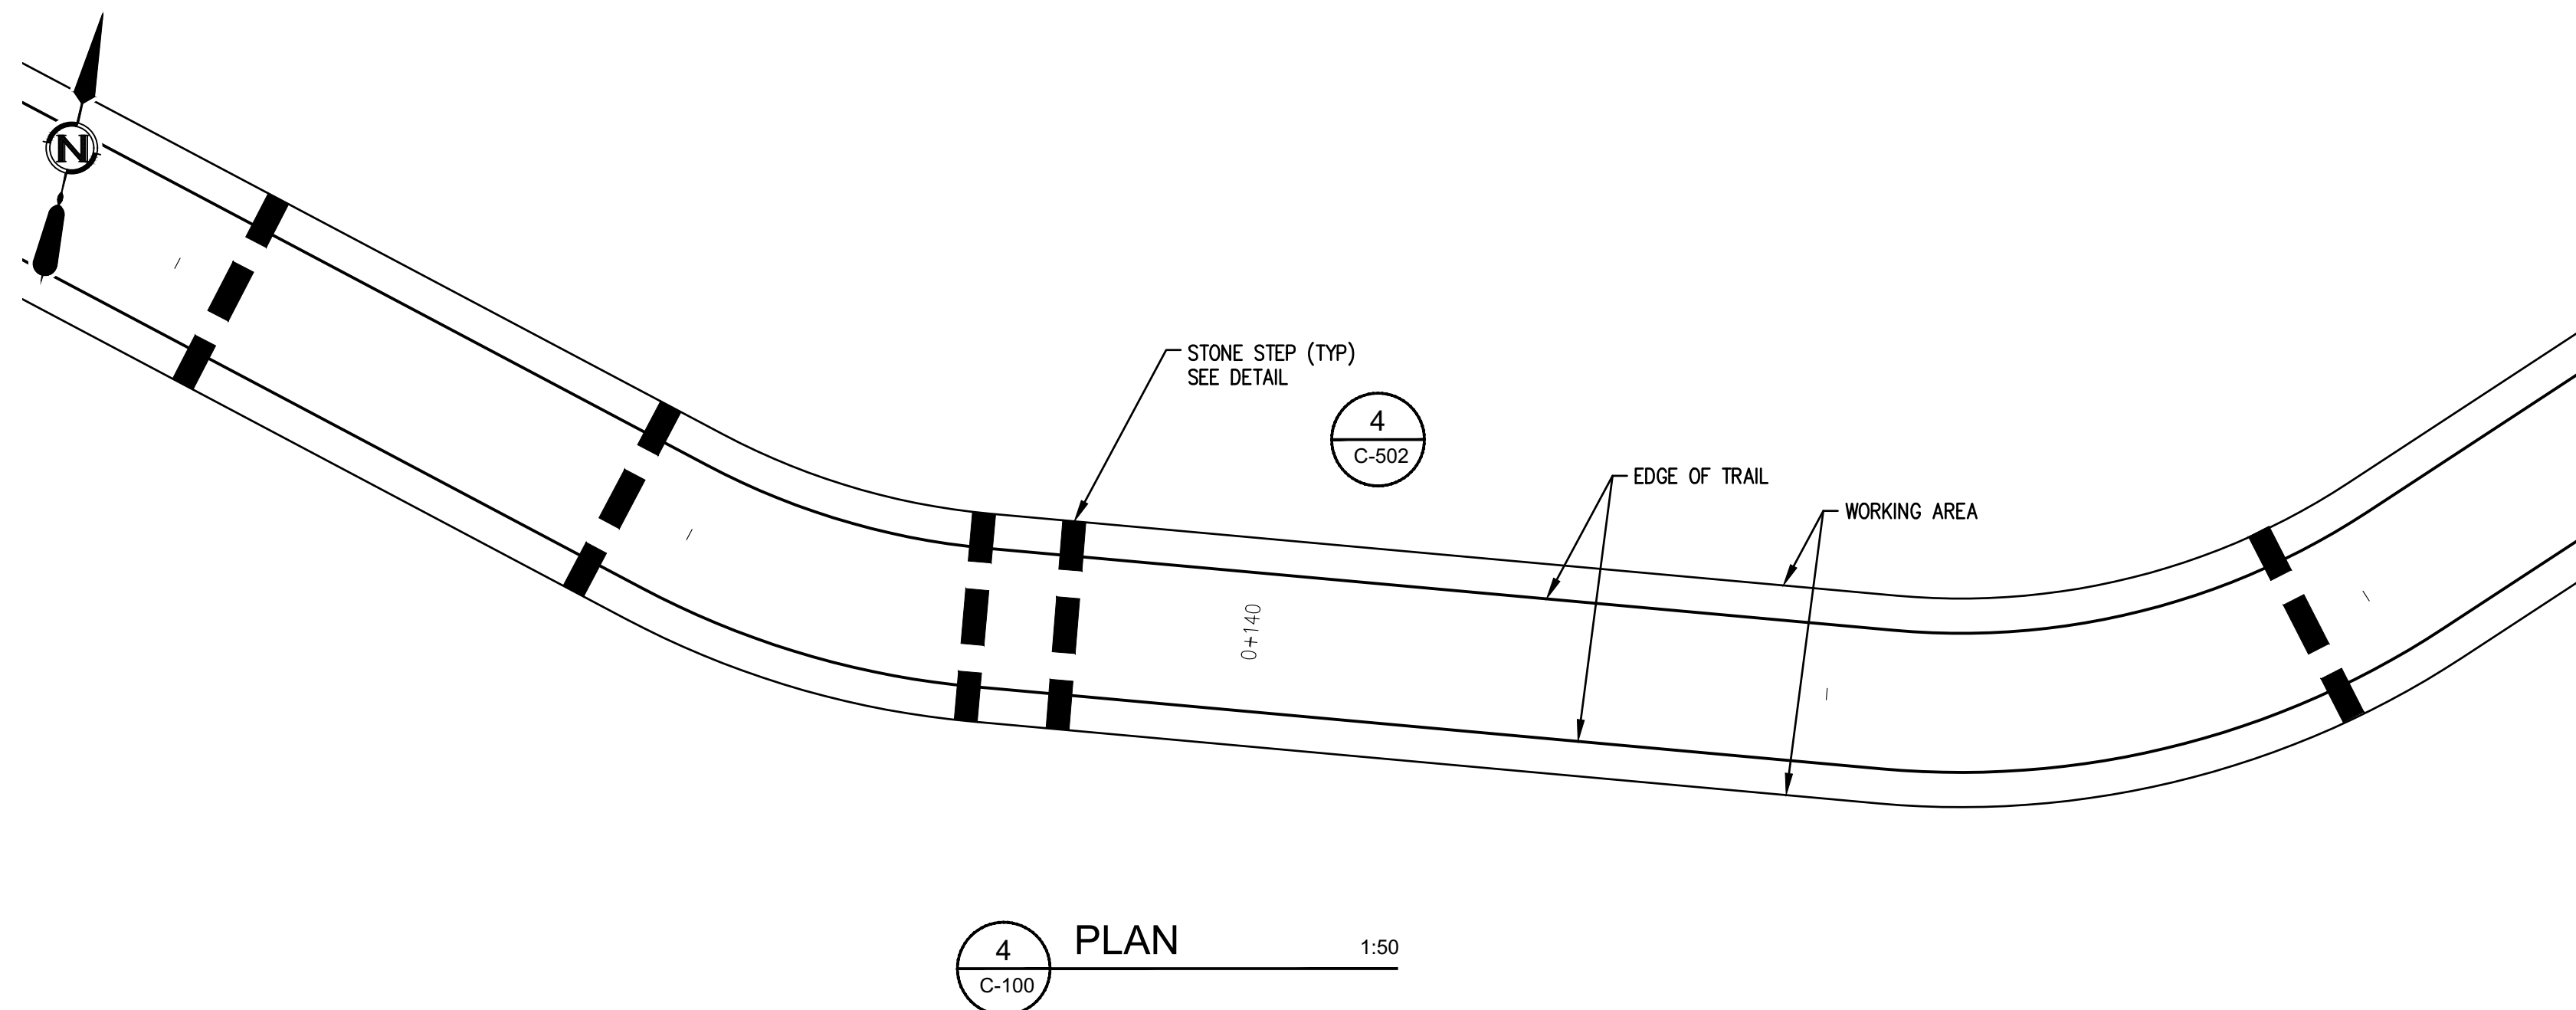 N
STONE STEP (TYP)
SEE DETAIL
4
C-502
EDGE OF TRAIL
WORKING AREA
0+140
4
C-100
PLAN
1:50